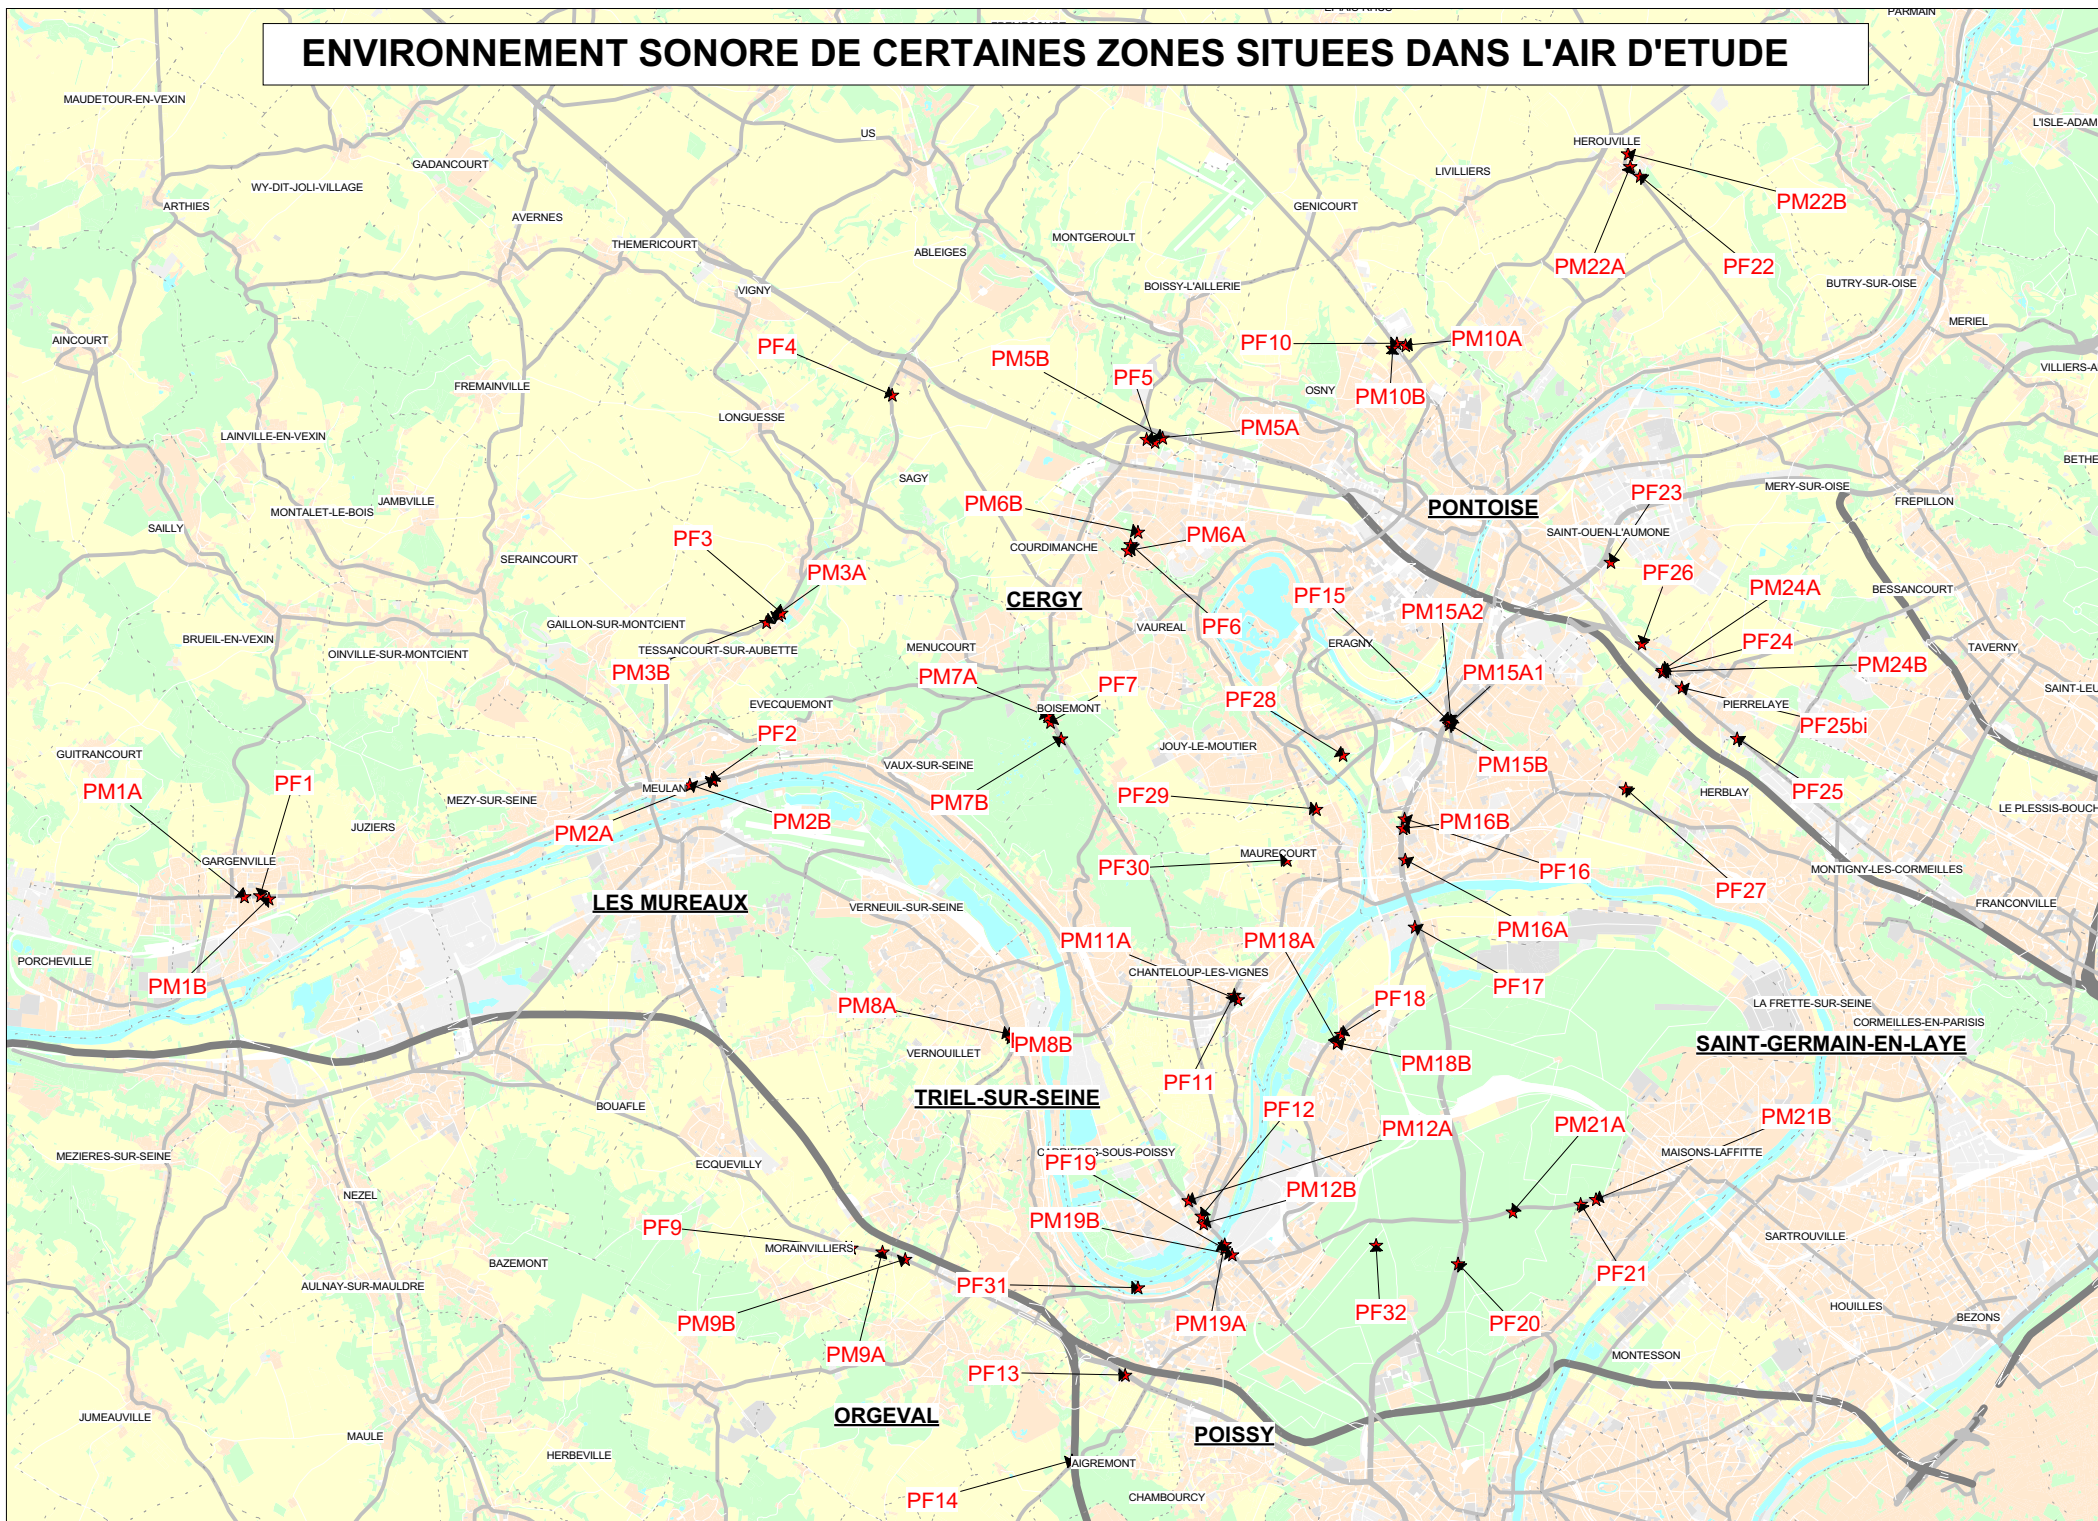 ENVIRONNEMENT SONORE DE CERTAINES ZONES SITUEES DANS L'AIR D'ETUDE
PARMAIN
MAUDETOUR-EN-VEXIN
L'ISLE-ADAM
US
HEROUVILLE
GADANCOURT
LIVILLIERS
WY-DIT-JOLI-VILLAGE
PM22B
ARTHIES
GENICOURT
AVERNES
MONTGEROULT
THEMERICOURT
ABLEIGES
PM22A
PF22
BUTRY-SUR-OISE
BOISSY-L'AILLERIE
VIGNY
MERIEL
AINCOURT
PF4
PM5B
PF10
PM10A
VILLIERS-A
PF5
FREMAINVILLE
OSNY
PM10B
LONGUESSE
PM5A
LAINVILLE-EN-VEXIN
BETHE
SAGY
PF23
MERY-SUR-OISE
FREPILLON
JAMBVILLE
PM6B
PONTOISE
MONTALET-LE-BOIS
SAILLY
SAINT-OUEN-L'AUMONE
PF3
COURDIMANCHE
PM6A
SERAINCOURT
PM3A
PF26
PM24A
BESSANCOURT
CERGY
PF15
PM15A2
GAILLON-SUR-MONTCIENT
VAUREAL
PF6
BRUEIL-EN-VEXIN
OINVILLE-SUR-MONTCIENT
TESSANCOURT-SUR-AUBETTE
MENUCOURT
ERAGNY
PF24
TAVERNY
PM3B
PM7A
PF7
PM15A1
PM24B
SAINT-LEU
EVECQUEMONT
BOISEMONT
PF28
PIERRELAYE
PF25bi
PF2
GUITRANCOURT
JOUY-LE-MOUTIER
PM15B
VAUX-SUR-SEINE
PM1A
PF1
MEULAN
PM7B
PF29
HERBLAY
PF25
MEZY-SUR-SEINE
LE PLESSIS-BOUCH
JUZIERS
PM2A
PM2B
PM16B
GARGENVILLE
PF30
MAURECOURT
PF16
PF27
MONTIGNY-LES-CORMEILLES
LES MUREAUX
VERNEUIL-SUR-SEINE
FRANCONVILLE
PM11A
PM18A
PM16A
PORCHEVILLE
CHANTELOUP-LES-VIGNES
PM1B
PF17
PM8A
PF18
LA FRETTE-SUR-SEINE
CORMEILLES-EN-PARISIS
PM8B
SAINT-GERMAIN-EN-LAYE
VERNOUILLET
PM18B
PF11
TRIEL-SUR-SEINE
BOUAFLE
PF12
PM12A
PM21A
PM21B
MEZIERES-SUR-SEINE
CARRIERES-SOUS-POISSY
PF19
MAISONS-LAFFITTE
ECQUEVILLY
NEZEL
PM12B
PM19B
PF9
MORAINVILLIERS
SARTROUVILLE
BAZEMONT
AULNAY-SUR-MAULDRE
PF31
PF21
HOUILLES
PM9B
PM19A
PF32
PF20
BEZONS
PM9A
MONTESSON
PF13
JUMEAUVILLE
ORGEVAL
MAULE
POISSY
HERBEVILLE
AIGREMONT
PF14
CHAMBOURCY